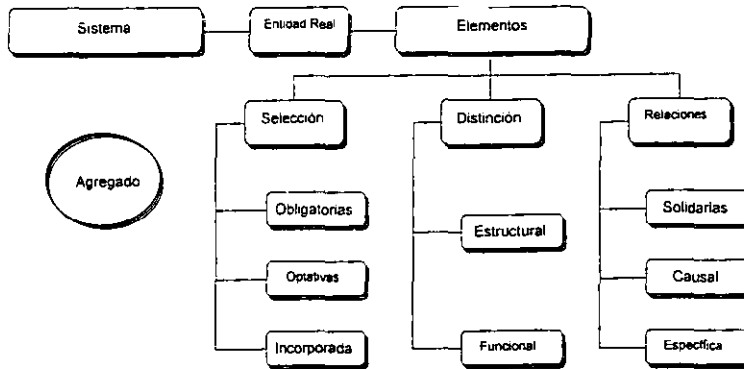 Sistema
Entidad Real
Elementos
Selección
Distinción
Relaciones
Agregado
Obligatorias
Estructural
Solidarias
Optativas
Causal
Incorporada
Funcional
Específica